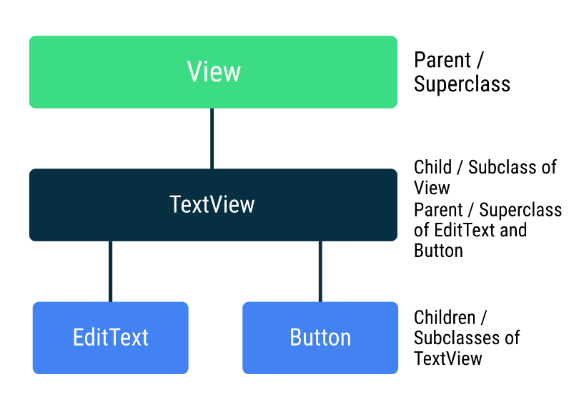 View
Parent /
Superclass
TextView
Child / Subclass of
View
Parent / Superclass
of EditText and
Button
EditText
Button
Children /
Subclasses of
TextView